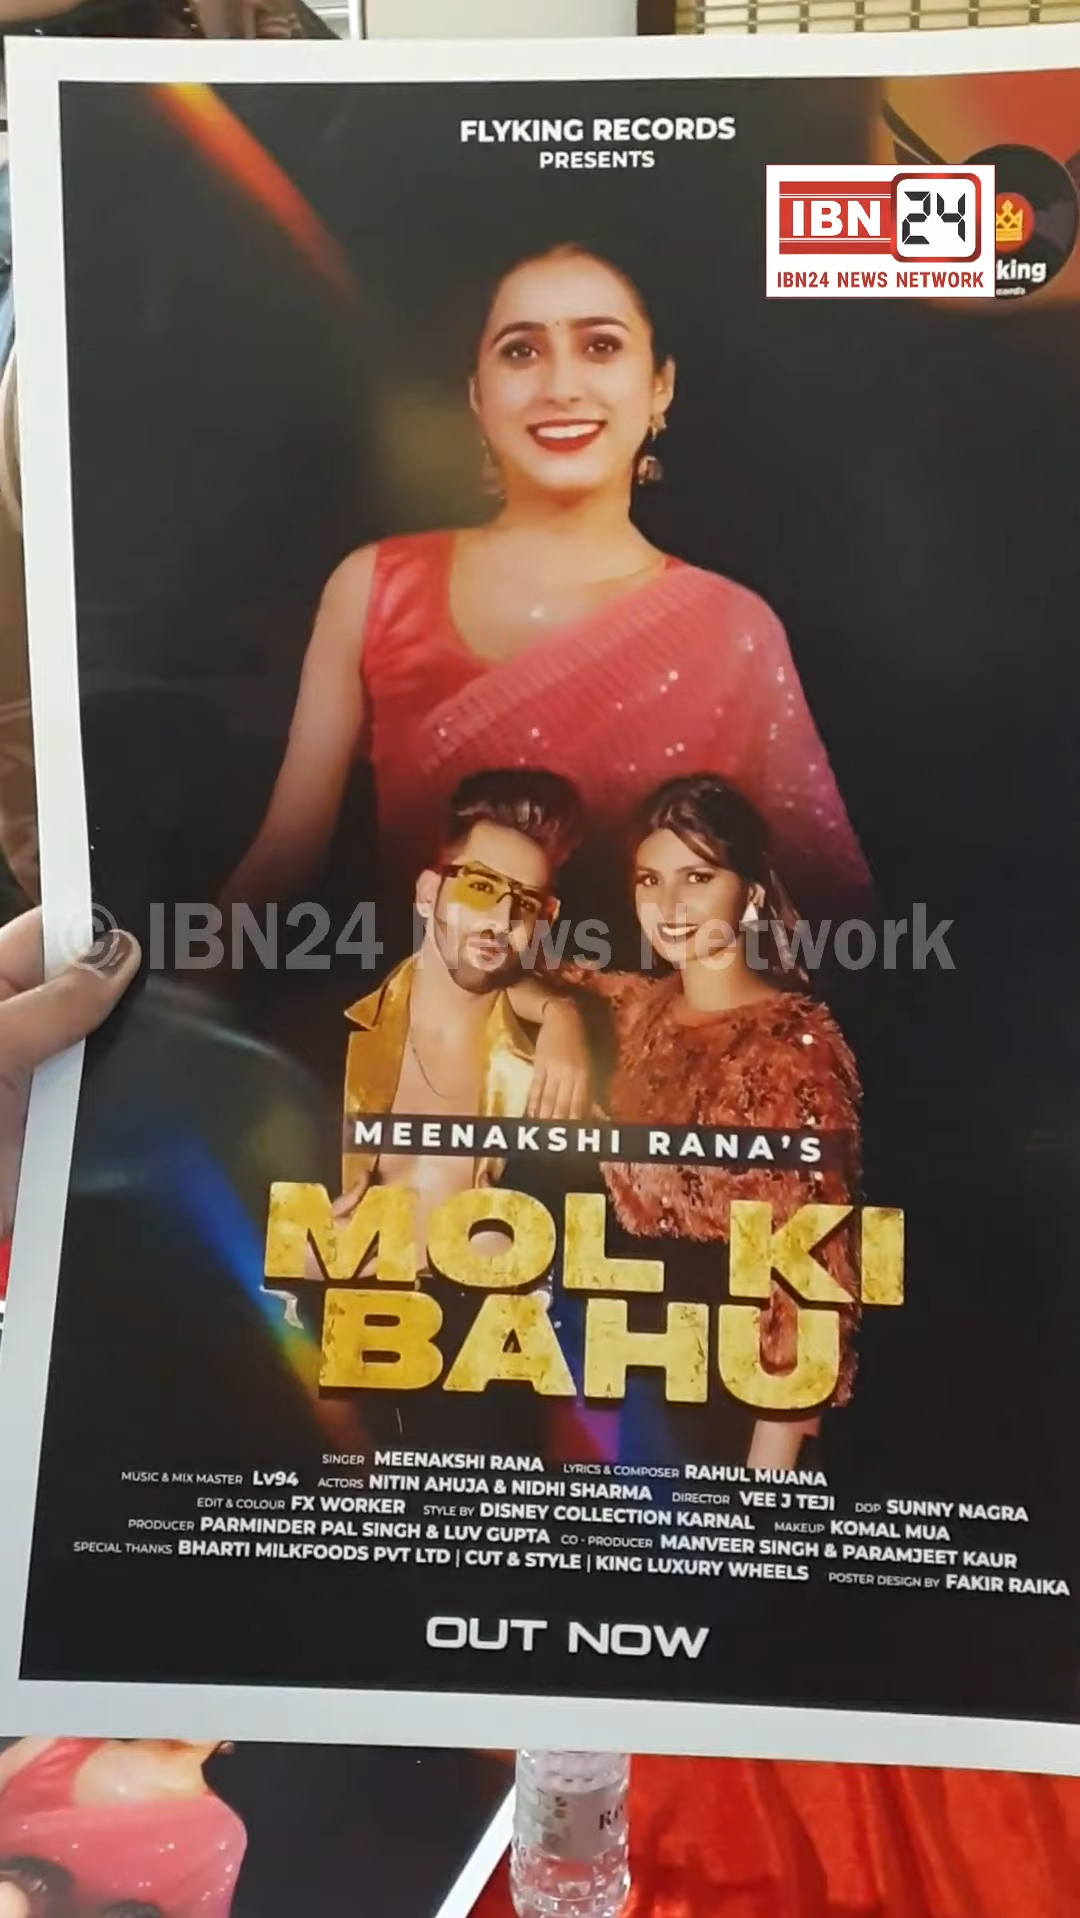 FLYKING RECORDS
PRESENTS
IBN 24
IBN24 NEWS NETWORK
king
© IBN24 News Network
MEENAKSHI RANA'S
MOL KI
BAHU
SINGER MEENAKSHI RANA LYRICS & COMPOSER RAHUL MUANA
MUSIC & MIX MASTER Lv94 ACTORS NITIN AHUJA & NIDHI SHARMA DIRECTOR VEE J TEJI DOP SUNNY NAGRA
EDIT & COLOUR FX WORKER STYLE BY DISNEY COLLECTION KARNAL MAKEUP KOMAL MUA
PRODUCER PARMINDER PAL SINGH & LUV GUPTA CO - PRODUCER MANVEER SINGH & PARAMJEET KAUR
SPECIAL THANKS BHARTI MILKFOODS PVT LTD | CUT & STYLE | KING LUXURY WHEELS POSTER DESIGN BY FAKIR RAIKA
OUT NOW